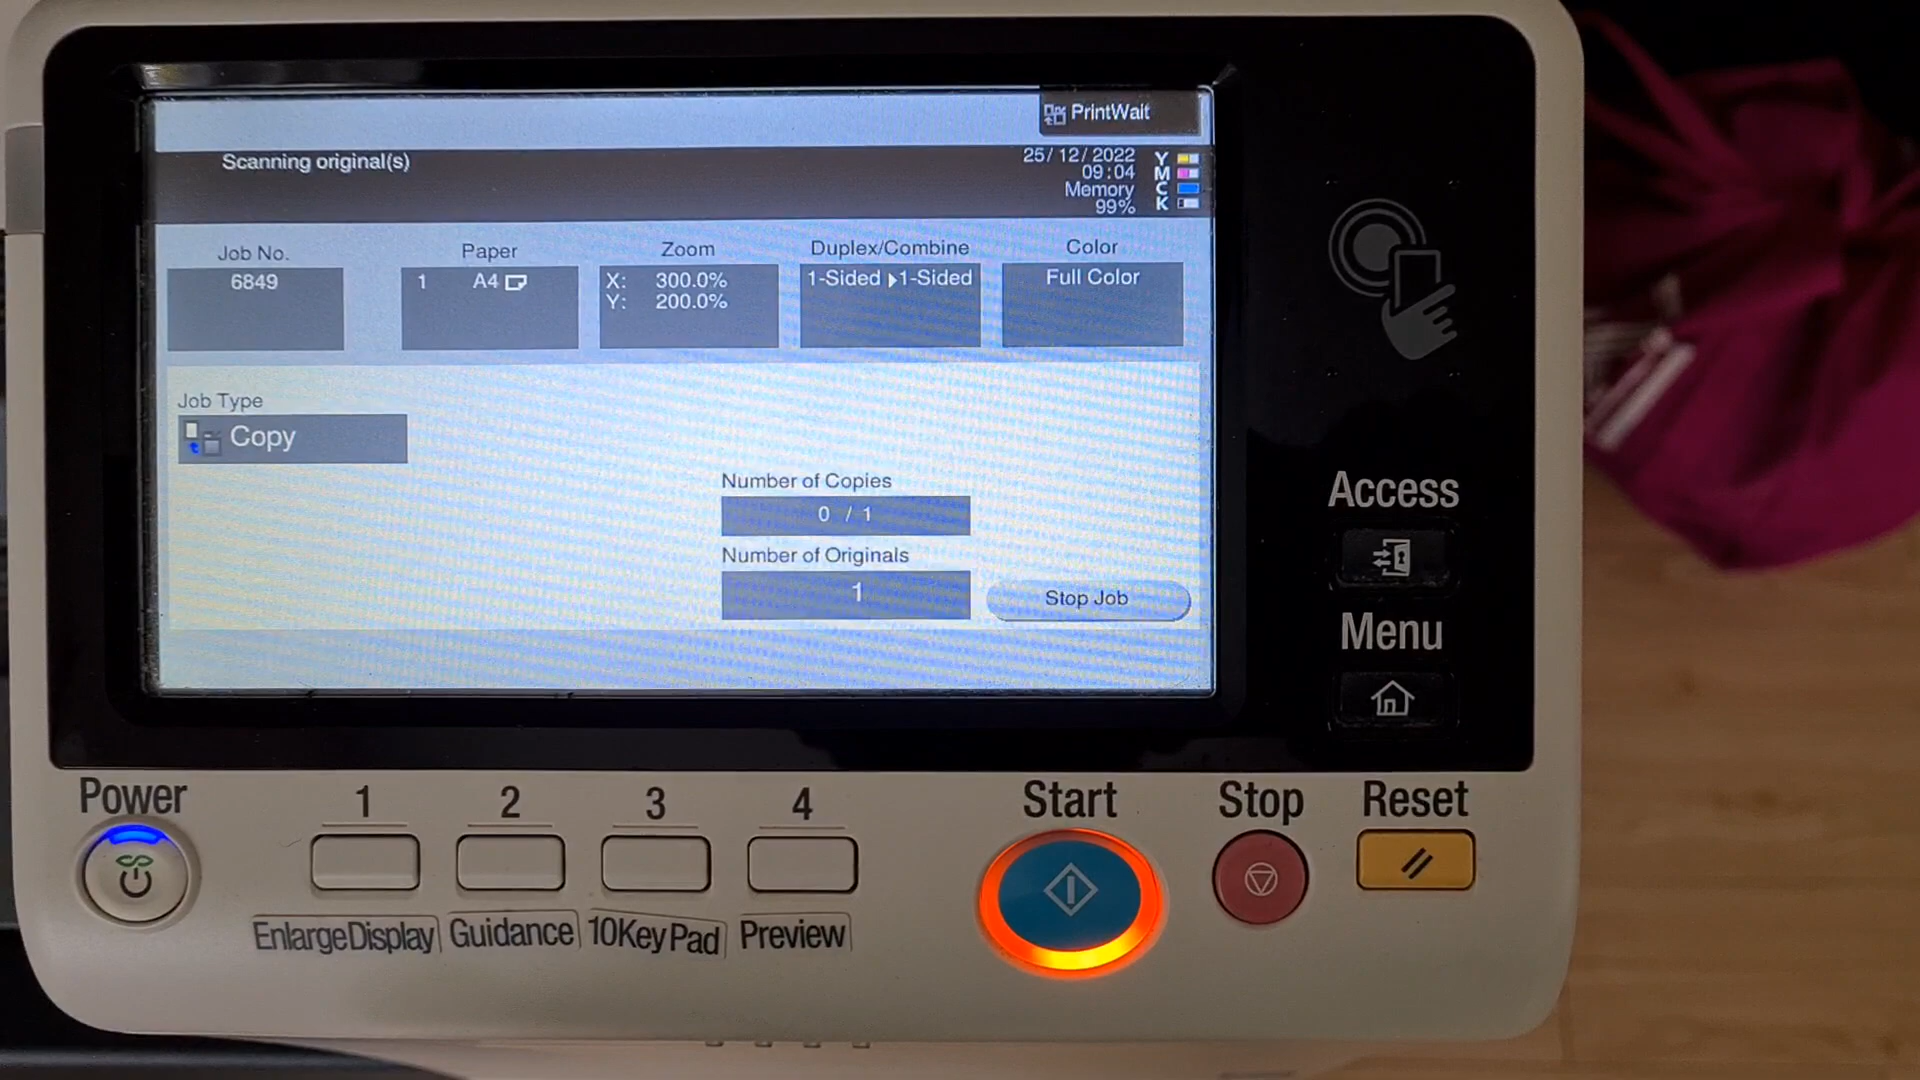 PrintWait
Scanning original(s)
25/12/2022
09:04
Memory
99%
Y
M
C
K
Job No.
6849
Paper
1 A4
Zoom
X: 300.0%
Y: 200.0%
Duplex/Combine
1-Sided ▶1-Sided
Color
Full Color
Job Type
Copy
Number of Copies
0 / 1
Number of Originals
1
Stop Job
Access
Menu
Power
1
2
3
4
Start
Stop
Reset
EnlargeDisplay
Guidance
10KeyPad
Preview